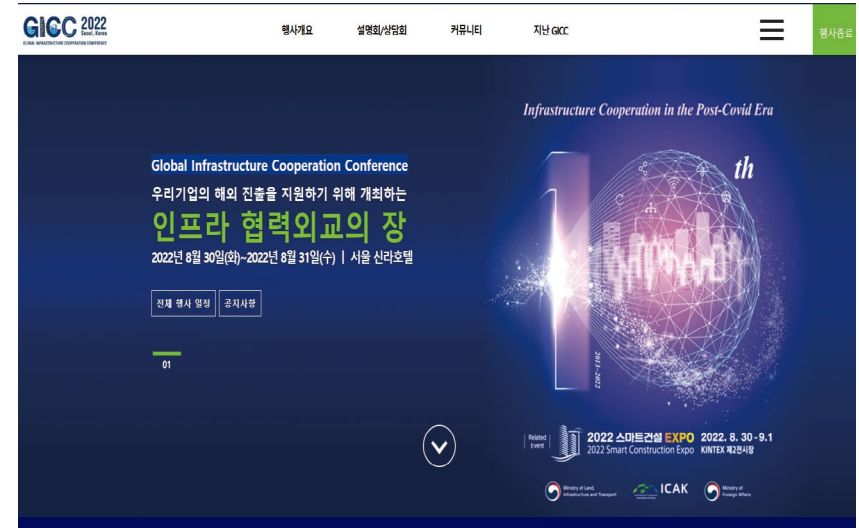 GICC 2022
Seoul, Korea
GLOBAL INFRASTRUCTURE COOPERATION CONFERENCE
행사개요 설명회/상담회 커뮤니티 지난 GICC
행사종료
Infrastructure Cooperation in the Post-Covid Era
10th
2013-2022
Global Infrastructure Cooperation Conference
우리기업의 해외 진출을 지원하기 위해 개최하는
인프라 협력외교의 장
2022년 8월 30일(화)~2022년 8월 31일(수) | 서울 신라호텔
전체 행사 일정 공지사항
01
Related Event
2022 스마트건설 EXPO 2022. 8. 30 - 9.1
2022 Smart Construction Expo KINTEX 제2전시장
Ministry of Land, Infrastructure and Transport
ICAK
Ministry of Foreign Affairs